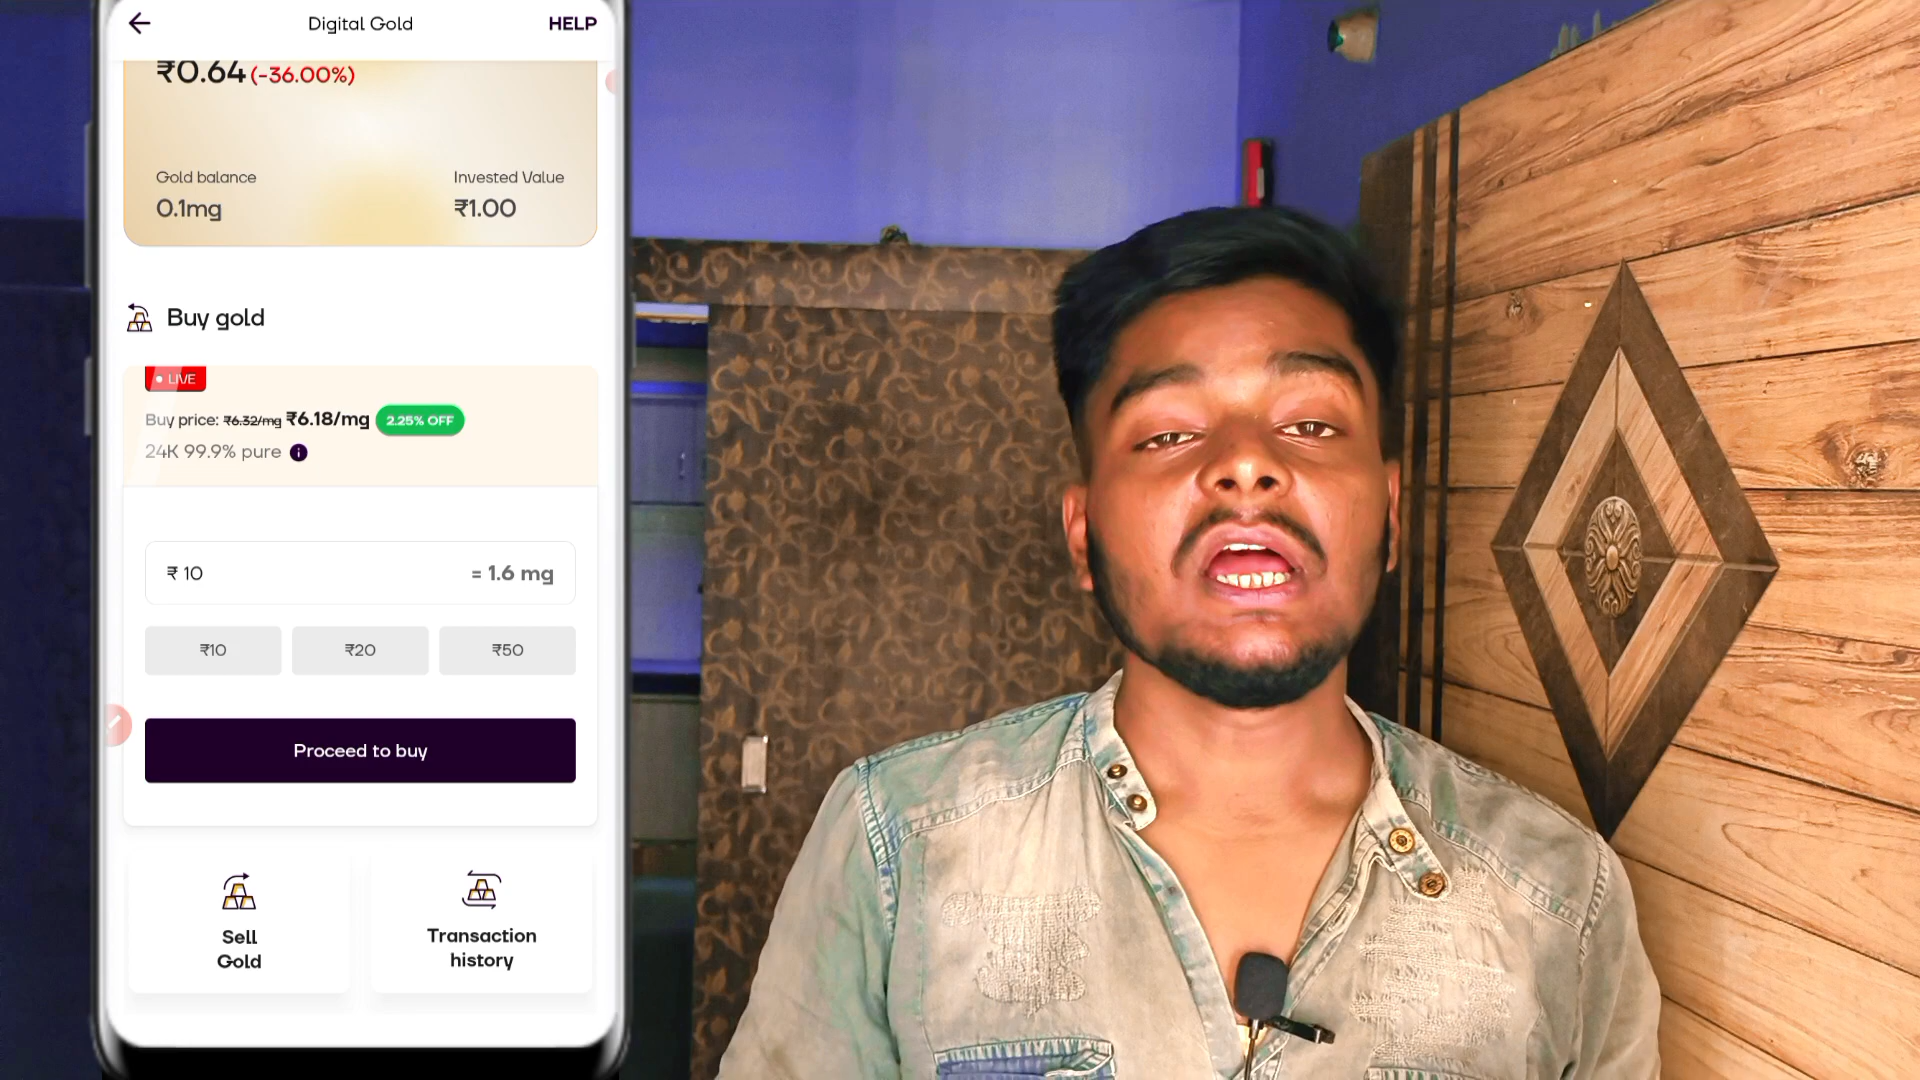 Digital Gold
HELP
₹0.64 (-36.00%)
Gold balance
Invested Value
0.1mg
₹1.00
Buy gold
LIVE
Buy price: ₹6.32/mg ₹6.18/mg 2.25% OFF
24K 99.9% pure i
₹ 10
= 1.6 mg
₹10
₹20
₹50
Proceed to buy
Sell
Gold
Transaction
history